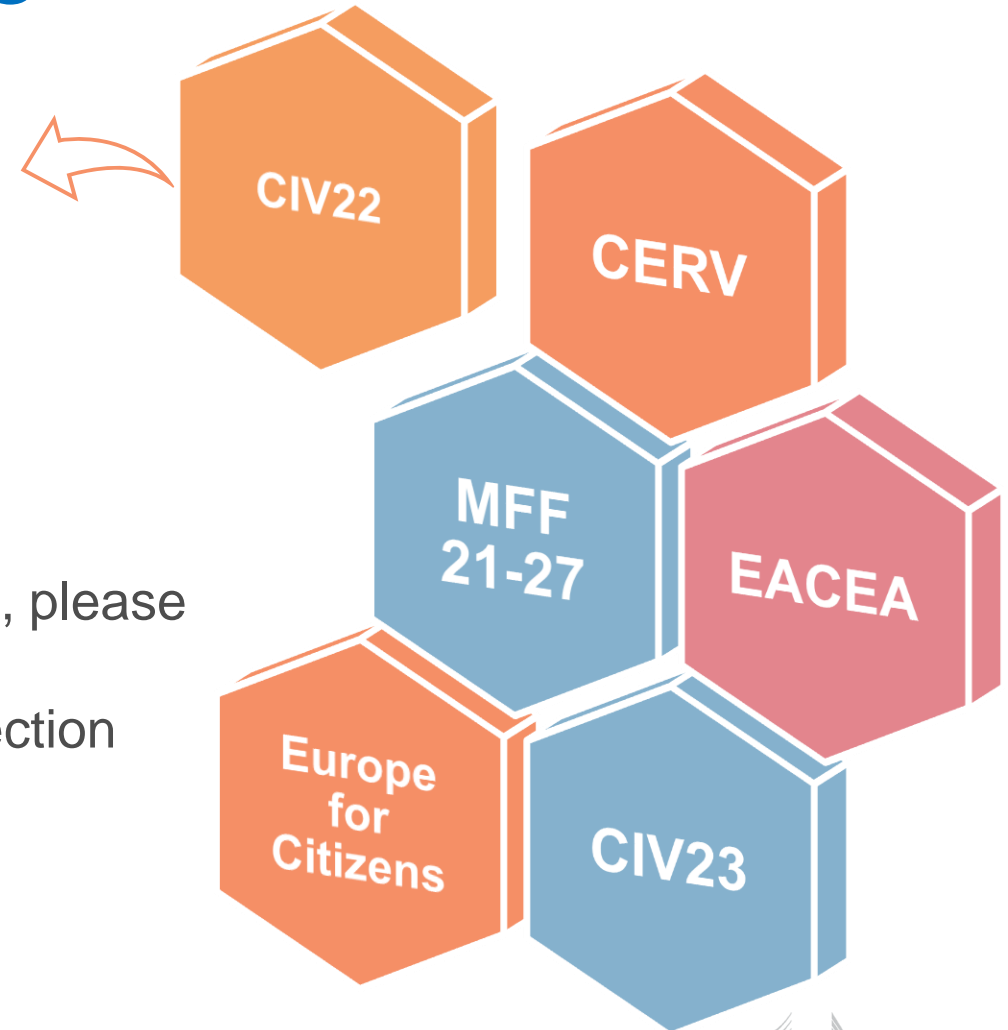 CIV22
CERV
MFF
21-27
EACEA
, please
ection
Europe
for
Citizens
CIV23